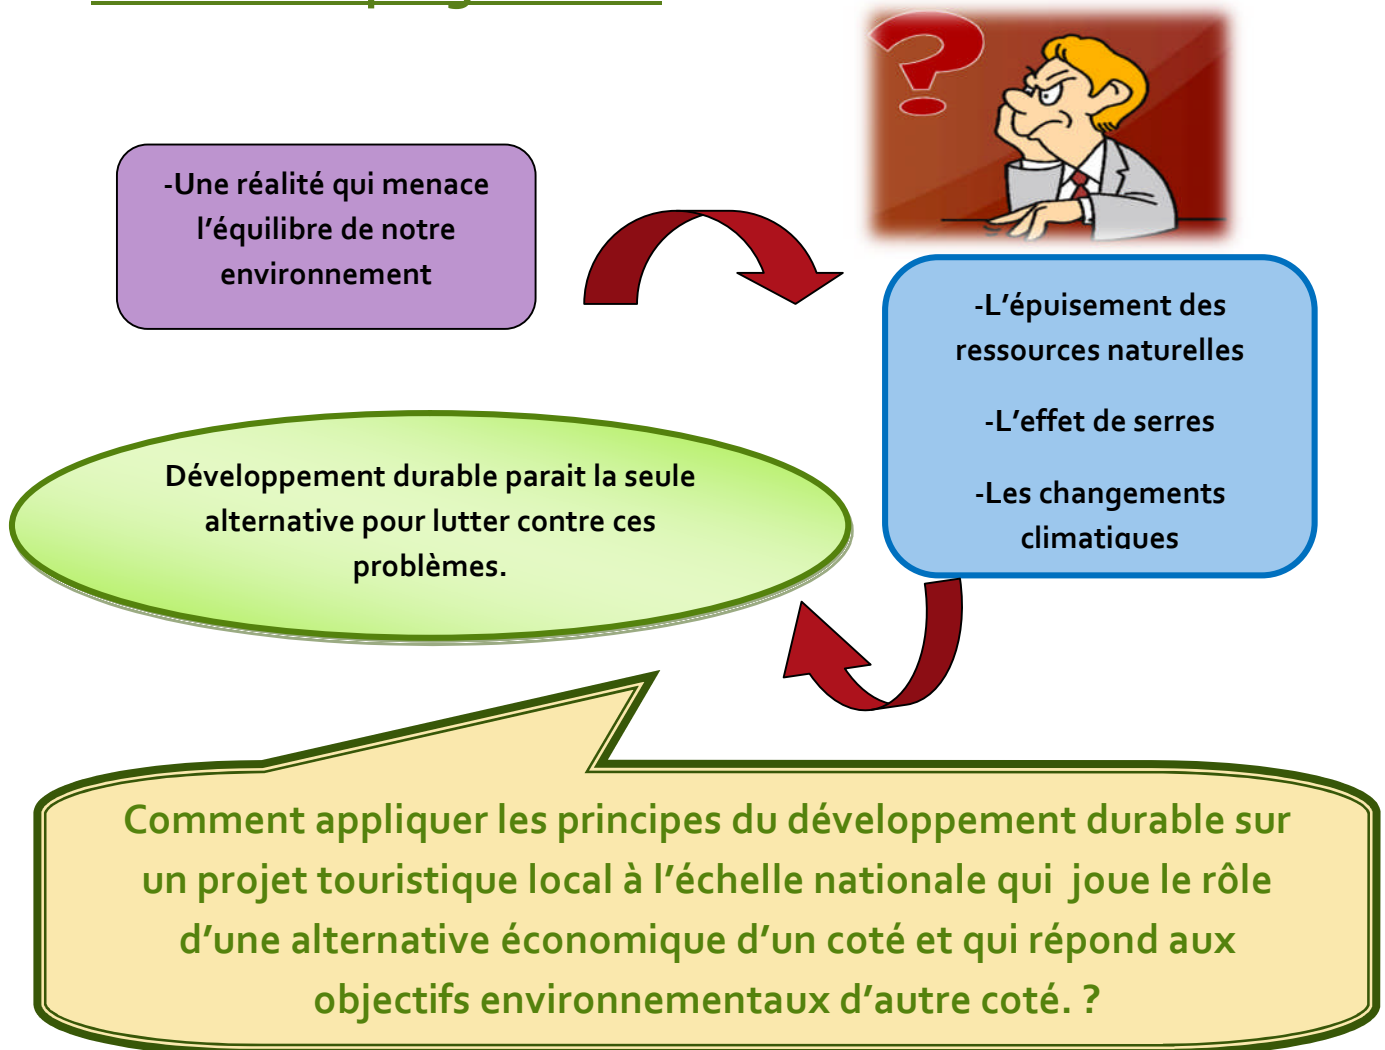 -Une réalité qui menace
l’équilibre de notre
environnement
-L’épuisement des
ressources naturelles
-L’effet de serres
-Les changements
climatiques
Développement durable parait la seule
alternative pour lutter contre ces
problèmes.
Comment appliquer les principes du développement durable sur
un projet touristique local à l’échelle nationale qui joue le rôle
d’une alternative économique d’un coté et qui répond aux
objectifs environnementaux d’autre coté. ?